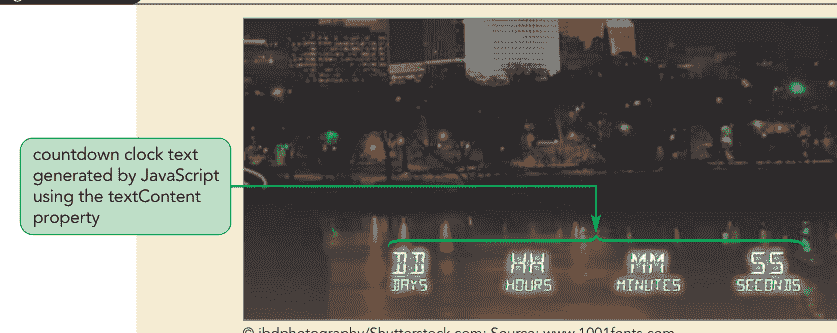 countdown clock text
generated by JavaScript
using the textContent
property
DD HH MM SS
DAYS HOURS MINUTES SECONDS
© jbdphotography/Shutterstock.com; Source: www.1001fonts.com